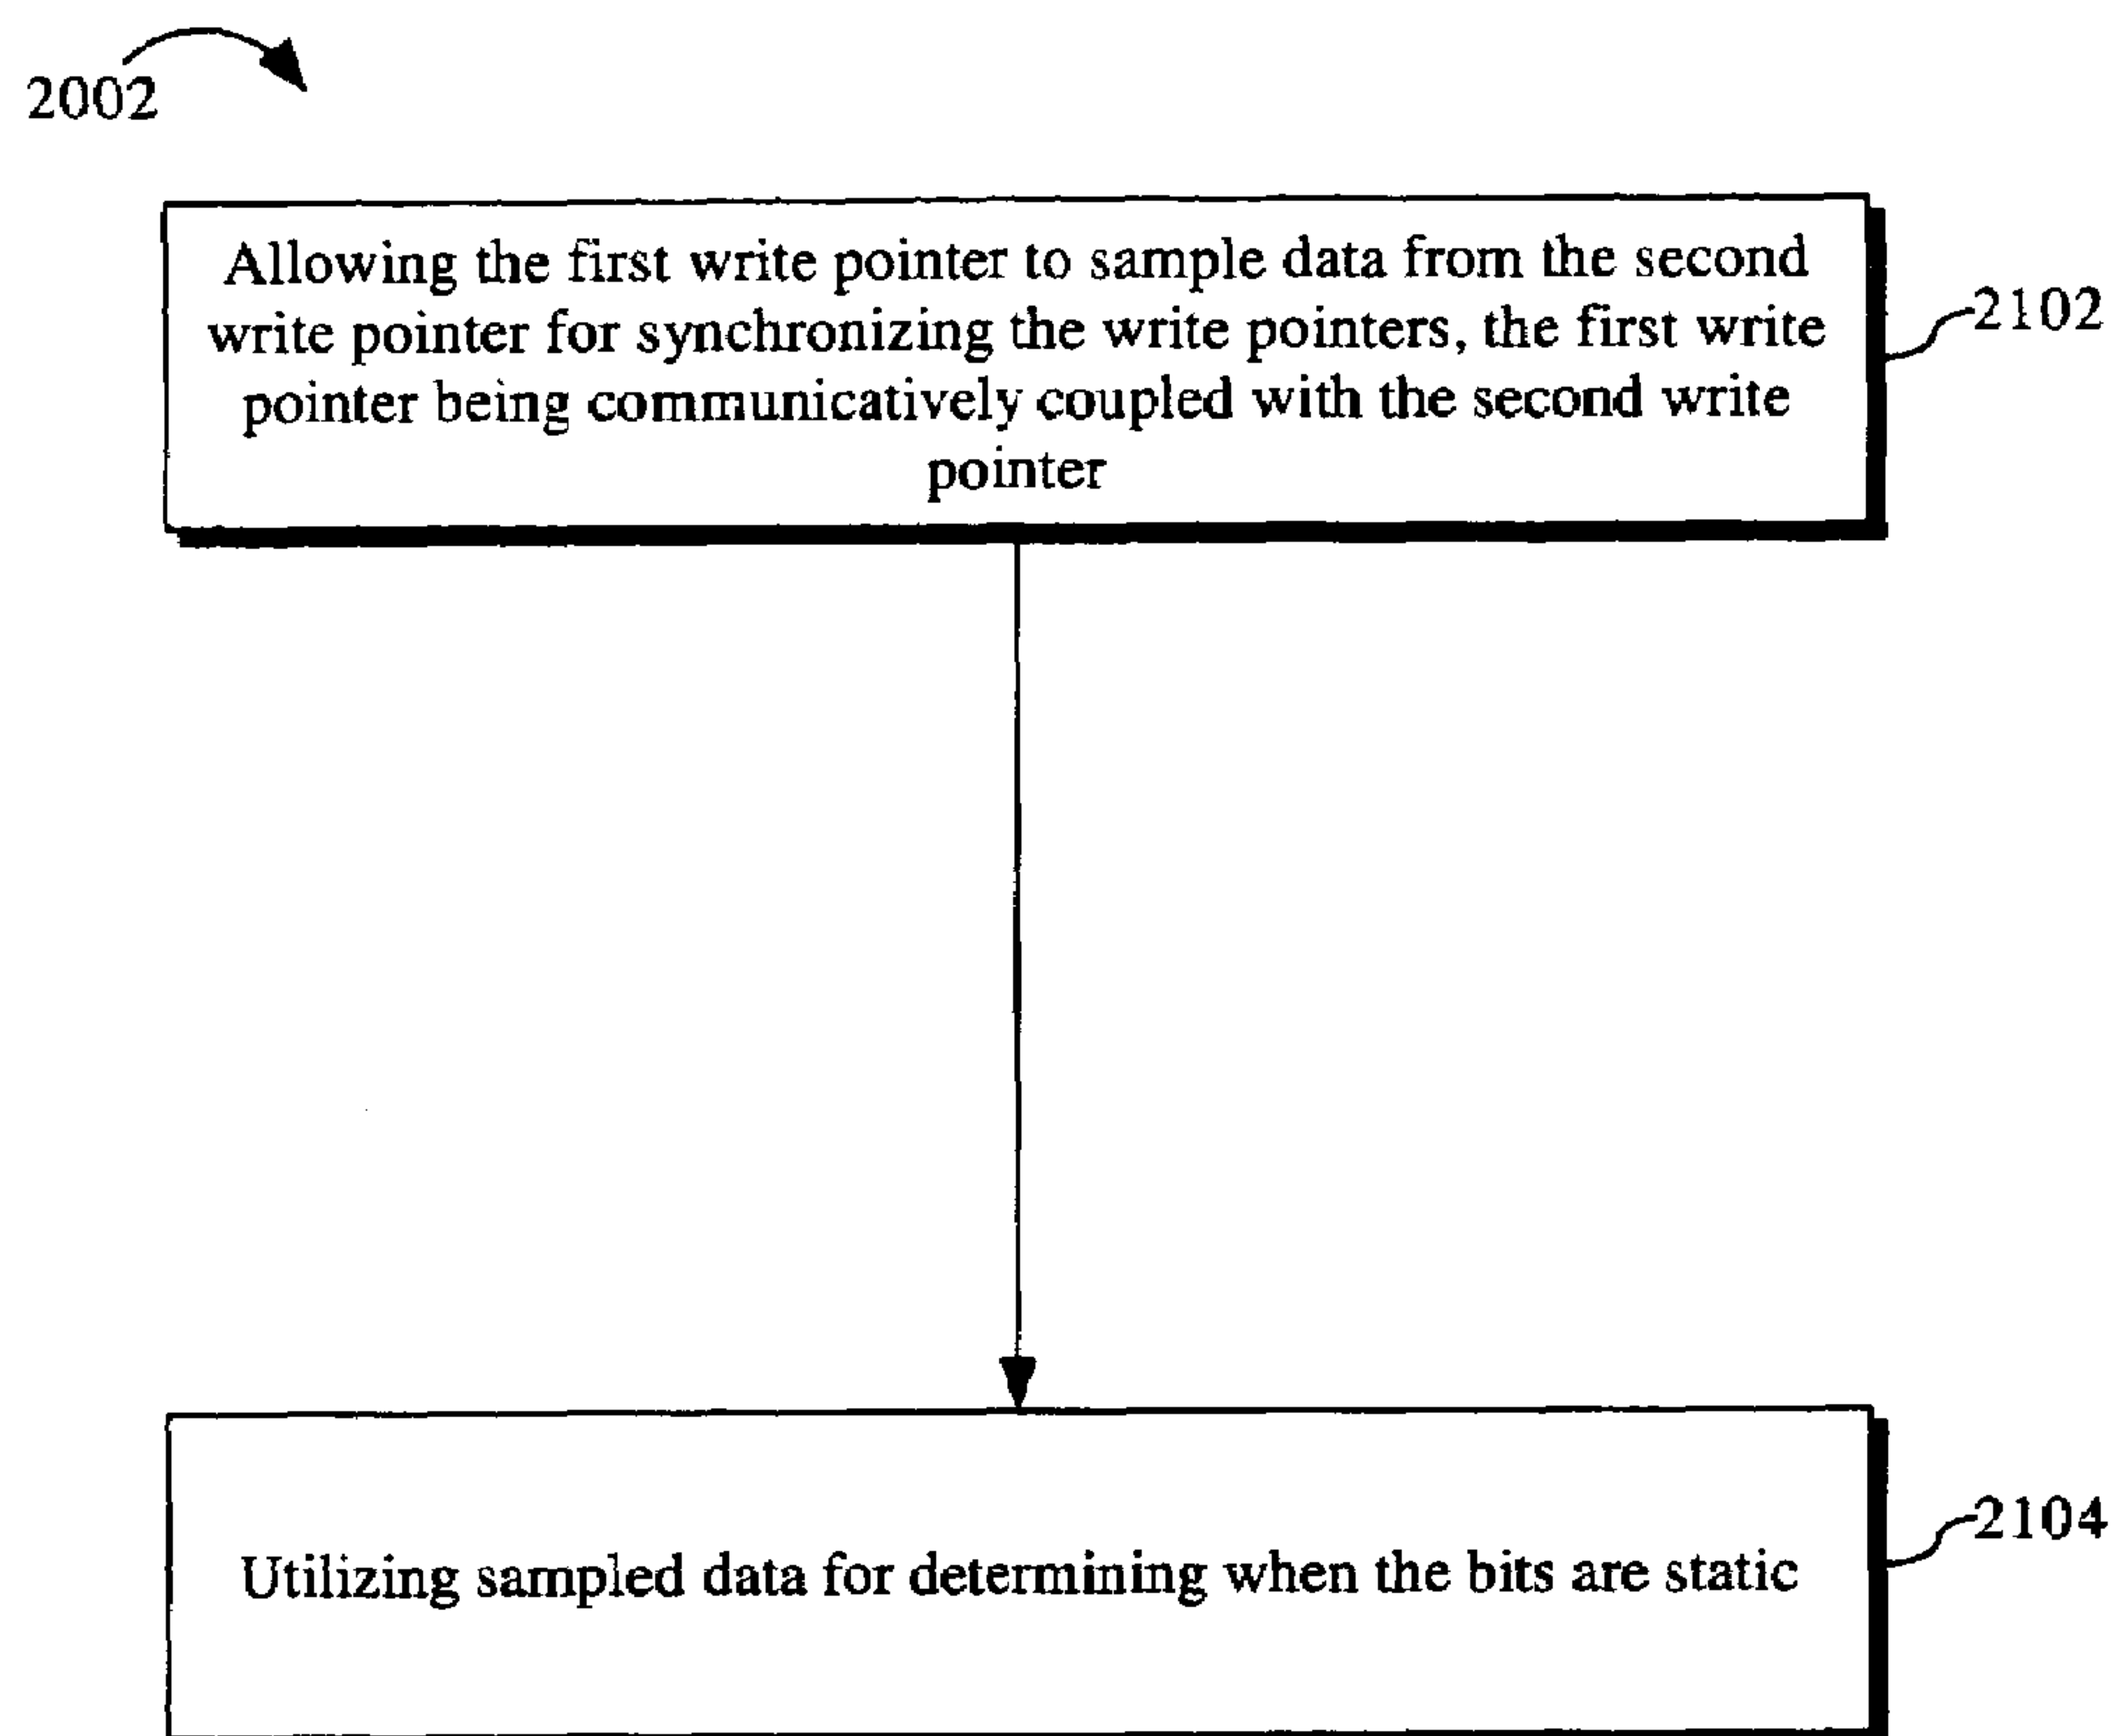 2002
Allowing the first write pointer to sample data from the second
write pointer for synchronizing the write pointers, the first write
pointer being communicatively coupled with the second write
pointer
2102
Utilizing sampled data for determining when the bits are static
2104